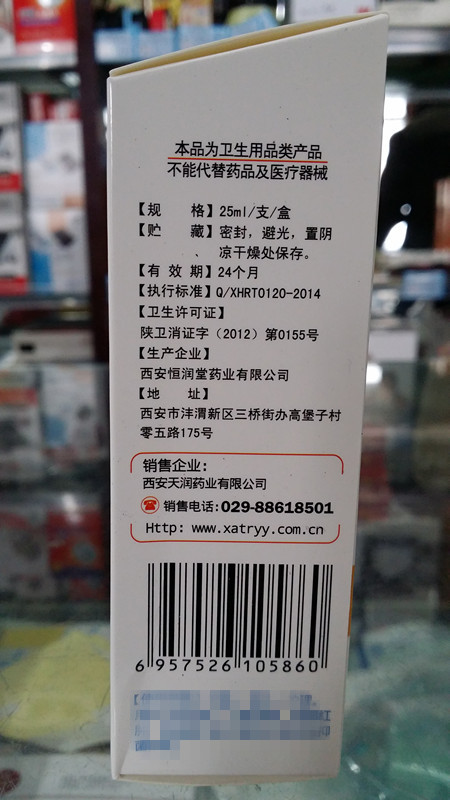 本品为卫生用品类产品
不能代替药品及医疗器械
【规　格】25ml/支/盒
【贮　藏】密封，避光，置阴
凉干燥处保存。
【有 效 期】24个月
【执行标准】Q/XHRT0120-2014
【卫生许可证】
陕卫消证字（2012）第0155号
【生产企业】
西安恒润堂药业有限公司
【地　址】
西安市沣渭新区三桥街办高堡子村
零五路175号
销售企业：
西安天润药业有限公司
销售电话:029-88618501
Http: www.xatryy.com.cn
6 957526 105860